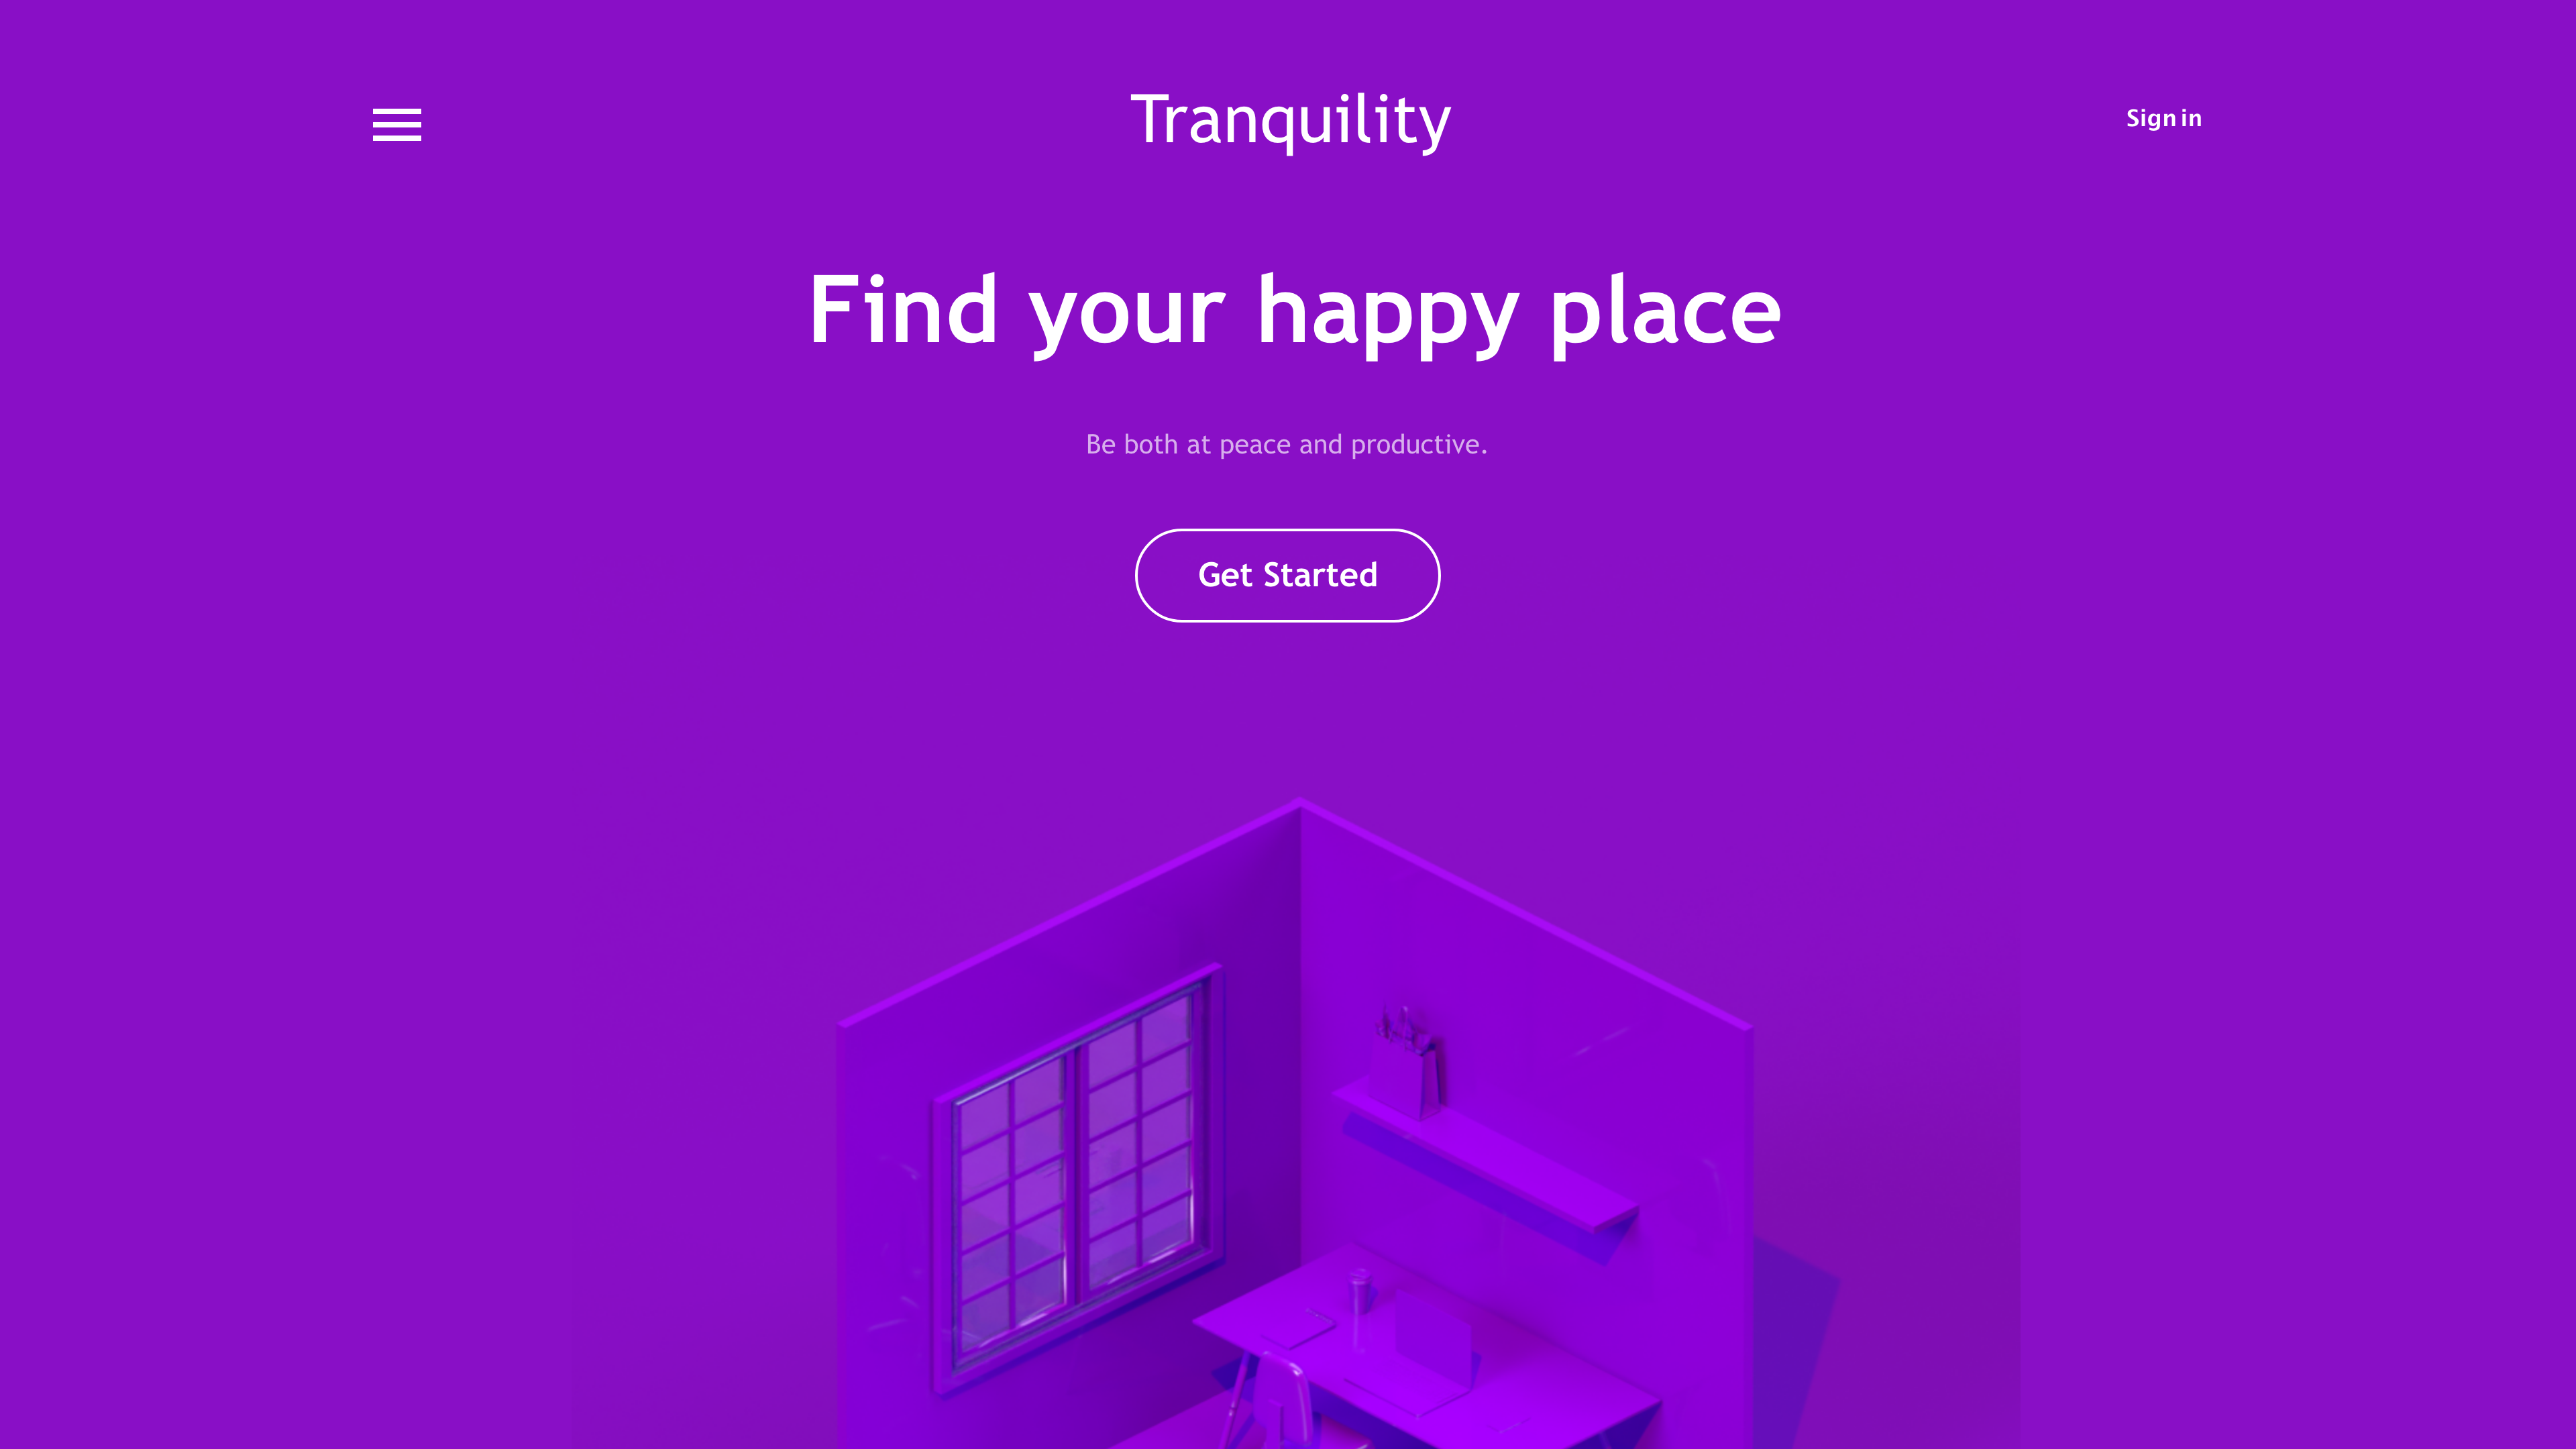 Tranquility
Sign in
Find your happy place
Be both at peace and productive.
Get Started